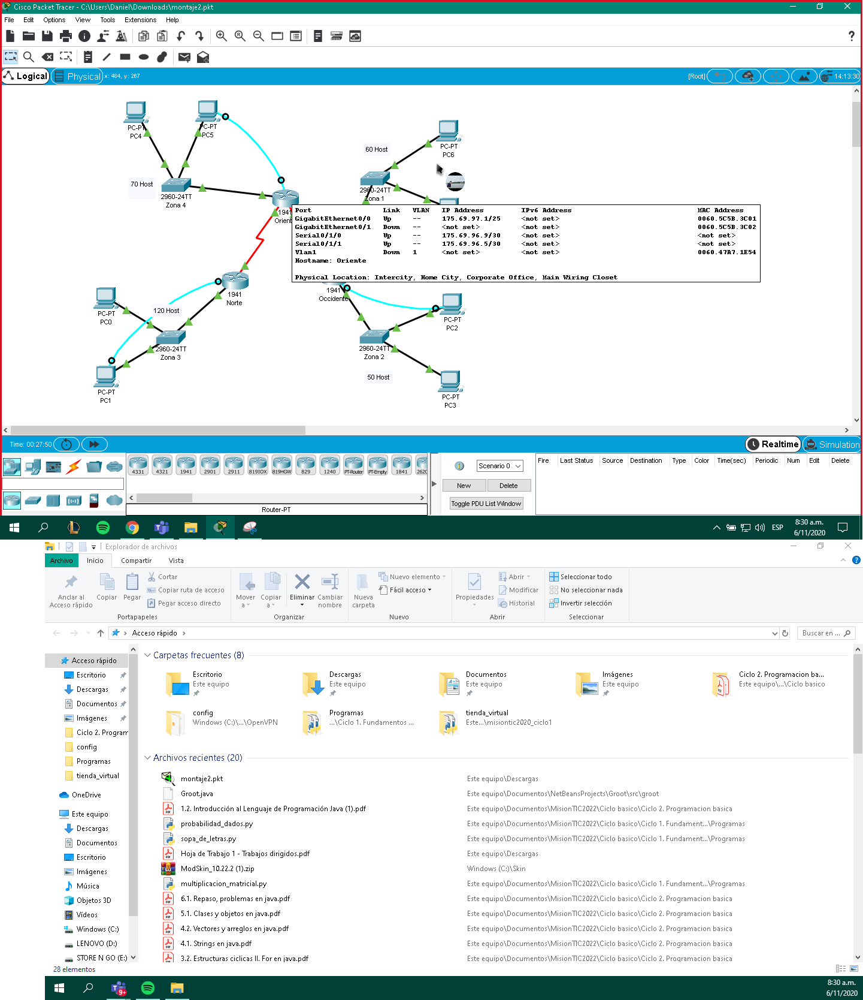 Cisco Packet Tracer - C:\Users\Daniel\Downloads\montaje2.pkt
File Edit Options View Tools Extensions Help
Logical Physical x: 484, y: 267 [Root] 14:13:30
PC-PT
PC4
PC-PT
PC5
70 Host
2960-24TT
Zona 4
60 Host
PC-PT
PC6
2960-24TT
Zona 1
1941
Orient
Port Link VLAN IP Address IPv6 Address MAC Address
GigabitEthernet0/0 Up -- 175.69.97.1/25 <not set> 0060.5C5B.3C01
GigabitEthernet0/1 Down -- <not set> <not set> 0060.5C5B.3C02
Serial0/1/0 Up -- 175.69.96.9/30 <not set> <not set>
Serial0/1/1 Up -- 175.69.96.5/30 <not set> <not set>
Vlan1 Down 1 <not set> <not set> 0060.47A7.1E54
Hostname: Oriente
Physical Location: Intercity, Home City, Corporate Office, Main Wiring Closet
1941
Norte
1941
Occidente
PC-PT
PC0
120 Host
2960-24TT
Zona 3
PC-PT
PC1
PC-PT
PC2
2960-24TT
Zona 2
50 Host
PC-PT
PC3
Time: 00:27:50 Realtime Simulation
4331 4321 1941 2901 2911 819IOX 819HGW 829 1240 PT-Router PT-Empty 1841 2620
Router-PT
Scenario 0
New Delete
Toggle PDU List Window
Fire Last Status Source Destination Type Color Time(sec) Periodic Num Edit Delete
ESP 8:30 a.m.
6/11/2020
Explorador de archivos
Archivo Inicio Compartir Vista
Anclar al
Acceso rápido
Copiar
Pegar
Cortar
Copiar ruta de acceso
Pegar acceso directo
Portapapeles
Mover
a
Copiar
a
Eliminar
Cambiar
nombre
Organizar
Nueva
carpeta
Nuevo elemento
Fácil acceso
Nuevo
Propiedades
Abrir
Modificar
Historial
Abrir
Seleccionar todo
No seleccionar nada
Invertir selección
Seleccionar
Acceso rápido
Buscar en ...
Acceso rápido
Escritorio
Descargas
Documentos
Imágenes
Ciclo 2. Program
config
Programas
tienda_virtual
OneDrive
Este equipo
Descargas
Documentos
Escritorio
Imágenes
Música
Objetos 3D
Vídeos
Windows (C:)
LENOVO (D:)
STORE N GO (E:)
Carpetas frecuentes (8)
Escritorio
Este equipo
Descargas
Este equipo
Documentos
Este equipo
Imágenes
Este equipo
Ciclo 2. Programacion ba...
Este equipo\...\Ciclo basico
config
Windows (C:)\...\OpenVPN
Programas
...\Ciclo 1. Fundamentos ...
tienda_virtual
Este...\misiontic2020_ciclo1
Archivos recientes (20)
montaje2.pkt Este equipo\Descargas
Groot.java Este equipo\Documentos\NetBeansProjects\Groot\src\groot
1.2. Introducción al Lenguaje de Programación Java (1).pdf Este equipo\Documentos\MisionTIC2022\Ciclo basico\Ciclo 2. Programacion basica
probabilidad_dados.py Este equipo\Documentos\MisionTIC2022\Ciclo basico\Ciclo 1. Fundament...\Programas
sopa_de_letras.py Este equipo\Documentos\MisionTIC2022\Ciclo basico\Ciclo 1. Fundament...\Programas
Hoja de Trabajo 1 - Trabajos dirigidos.pdf Este equipo\Descargas
ModSkin_10.22.2 (1).zip Windows (C:)\Skin
multiplicacion_matricial.py Este equipo\Documentos\MisionTIC2022\Ciclo basico\Ciclo 1. Fundament...\Programas
6.1. Repaso, problemas en java.pdf Este equipo\Documentos\MisionTIC2022\Ciclo basico\Ciclo 2. Programacion basica
5.1. Clases y objetos en java.pdf Este equipo\Documentos\MisionTIC2022\Ciclo basico\Ciclo 2. Programacion basica
4.2. Vectores y arreglos en java.pdf Este equipo\Documentos\MisionTIC2022\Ciclo basico\Ciclo 2. Programacion basica
4.1. Strings en java.pdf Este equipo\Documentos\MisionTIC2022\Ciclo basico\Ciclo 2. Programacion basica
3.2. Estructuras ciclicas II. For en java.pdf Este equipo\Documentos\MisionTIC2022\Ciclo basico\Ciclo 2. Programacion basica
28 elementos
9+
8:30 a.m.
6/11/2020